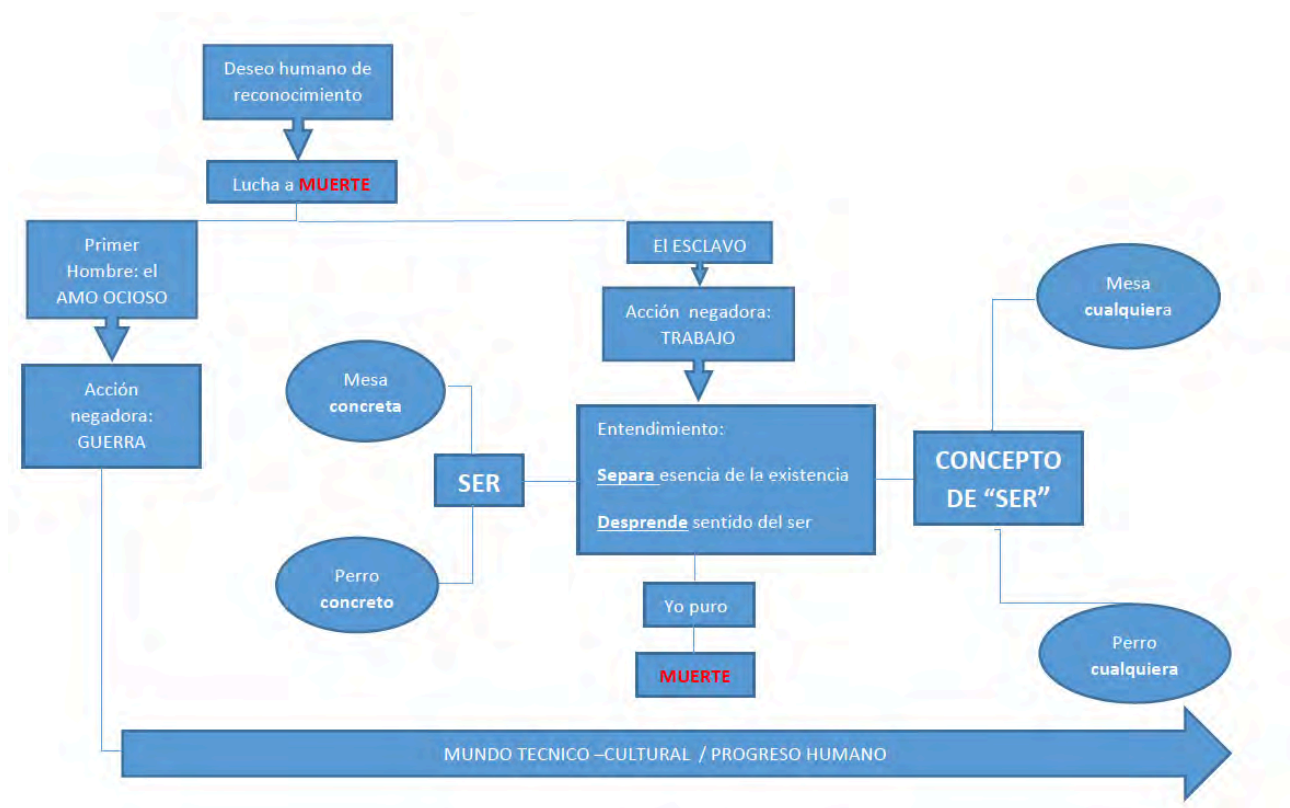 Deseo humano de
reconocimiento
Lucha a MUERTE
Primer
Hombre: el
AMO OCIOSO
Acción
negadora:
GUERRA
El ESCLAVO
Acción negadora:
TRABAJO
Mesa
concreta
SER
Perro
concreto
Entendimiento:
Separa esencia de la existencia
Desprende sentido del ser
Yo puro
MUERTE
CONCEPTO
DE “SER”
Mesa
cualquiera
Perro
cualquiera
MUNDO TECNICO –CULTURAL / PROGRESO HUMANO